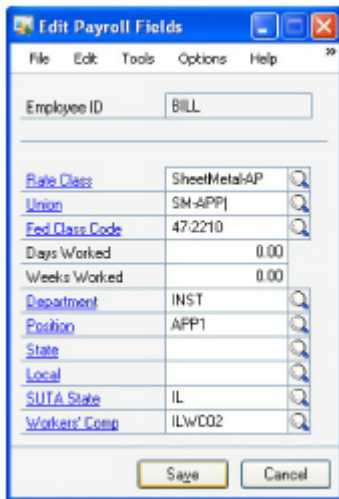 Edit Payroll Fields
File Edit Tools Options Help »
Employee ID BILL
Rate Class SheetMetal-AP
Union SM-APP
Fed Class Code 47-2210
Days Worked 0.00
Weeks Worked 0.00
Department INST
Position APP1
State
Local
SUTA State IL
Workers' Comp ILWC02
Save Cancel